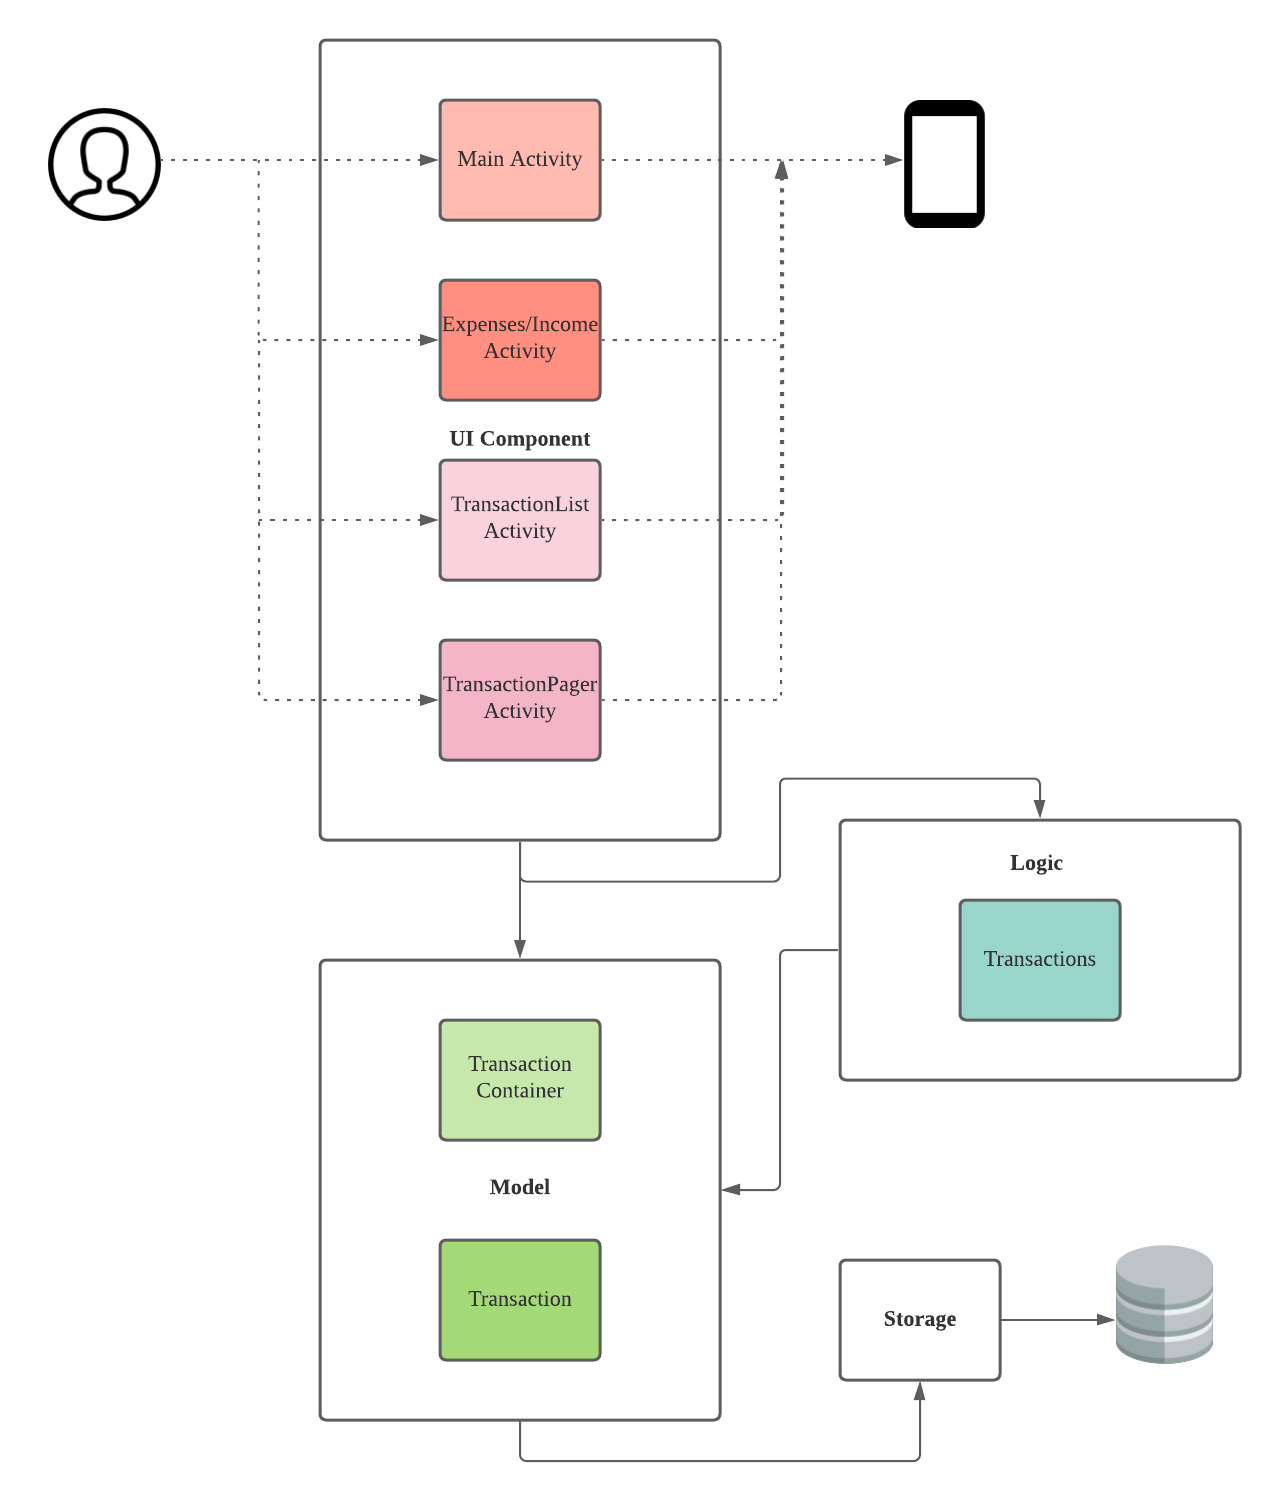 Main Activity
Expenses/Income
Activity
UI Component
TransactionList
Activity
TransactionPager
Activity
Logic
Transactions
Transaction
Container
Model
Transaction
Storage